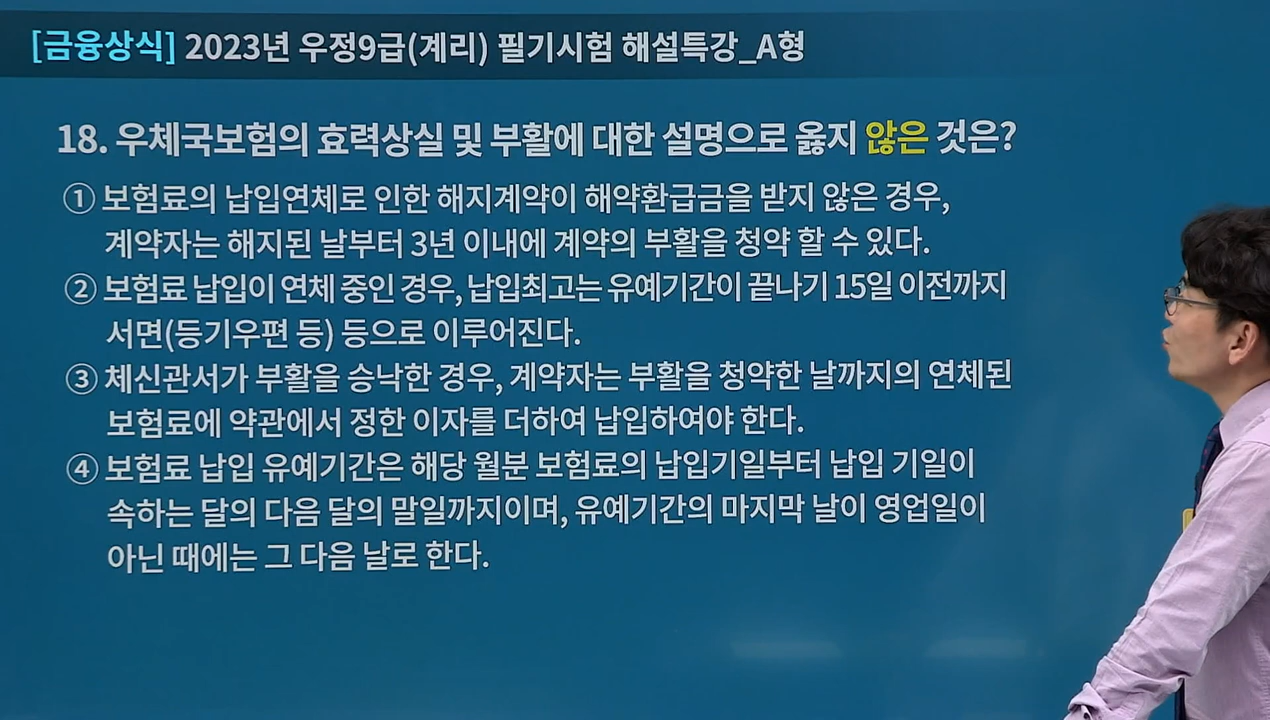 [금융상식] 2023년 우정9급(계리) 필기시험 해설특강_A형
18. 우체국보험의 효력상실 및 부활에 대한 설명으로 옳지 않은 것은?
① 보험료의 납입연체로 인한 해지계약이 해약환급금을 받지 않은 경우,
계약자는 해지된 날부터 3년 이내에 계약의 부활을 청약 할 수 있다.
② 보험료 납입이 연체 중인 경우, 납입최고는 유예기간이 끝나기 15일 이전까지
서면(등기우편 등) 등으로 이루어진다.
③ 체신관서가 부활을 승낙한 경우, 계약자는 부활을 청약한 날까지의 연체된
보험료에 약관에서 정한 이자를 더하여 납입하여야 한다.
④ 보험료 납입 유예기간은 해당 월분 보험료의 납입기일부터 납입 기일이
속하는 달의 다음 달의 말일까지이며, 유예기간의 마지막 날이 영업일이
아닌 때에는 그 다음 날로 한다.